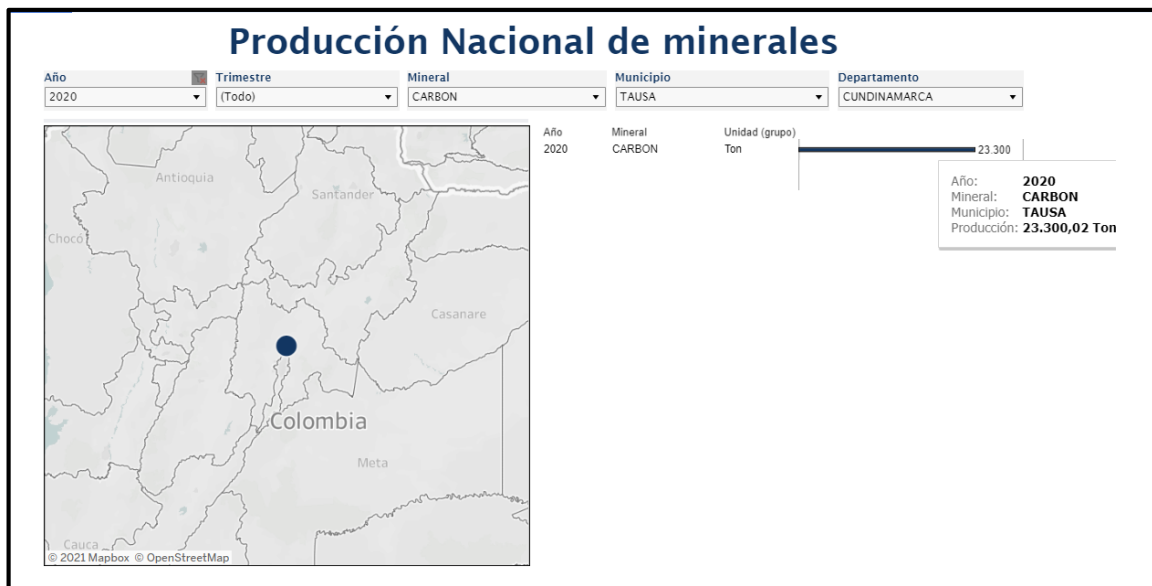 Producción Nacional de minerales
Año Trimestre Mineral Municipio Departamento
2020 (Todo) CARBON TAUSA CUNDINAMARCA
Año Mineral Unidad (grupo)
2020 CARBON Ton 23.300
Año: 2020
Mineral: CARBON
Municipio: TAUSA
Producción: 23.300,02 Ton
Antioquia
Santander
Chocó
Casanare
Colombia
Meta
Cauca
© 2021 Mapbox © OpenStreetMap